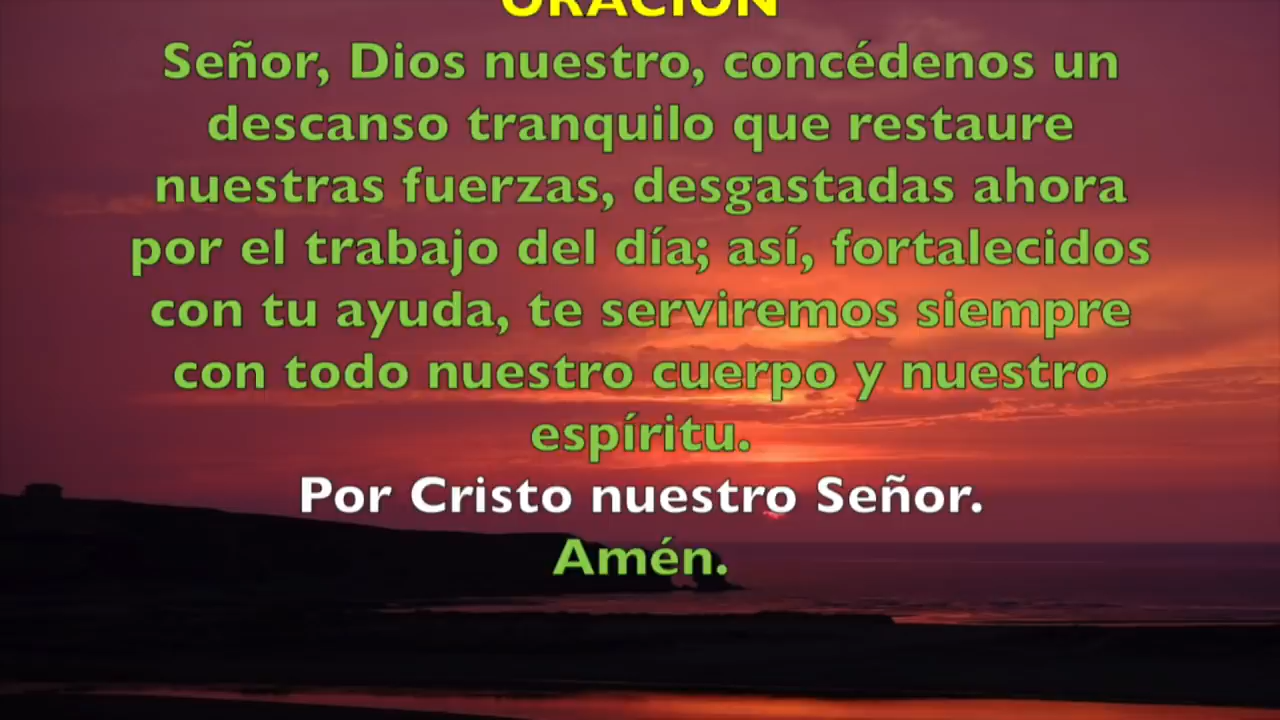 ORACIÓN
Señor, Dios nuestro, concédenos un
descanso tranquilo que restaure
nuestras fuerzas, desgastadas ahora
por el trabajo del día; así, fortalecidos
con tu ayuda, te serviremos siempre
con todo nuestro cuerpo y nuestro
espíritu.
Por Cristo nuestro Señor.
Amén.